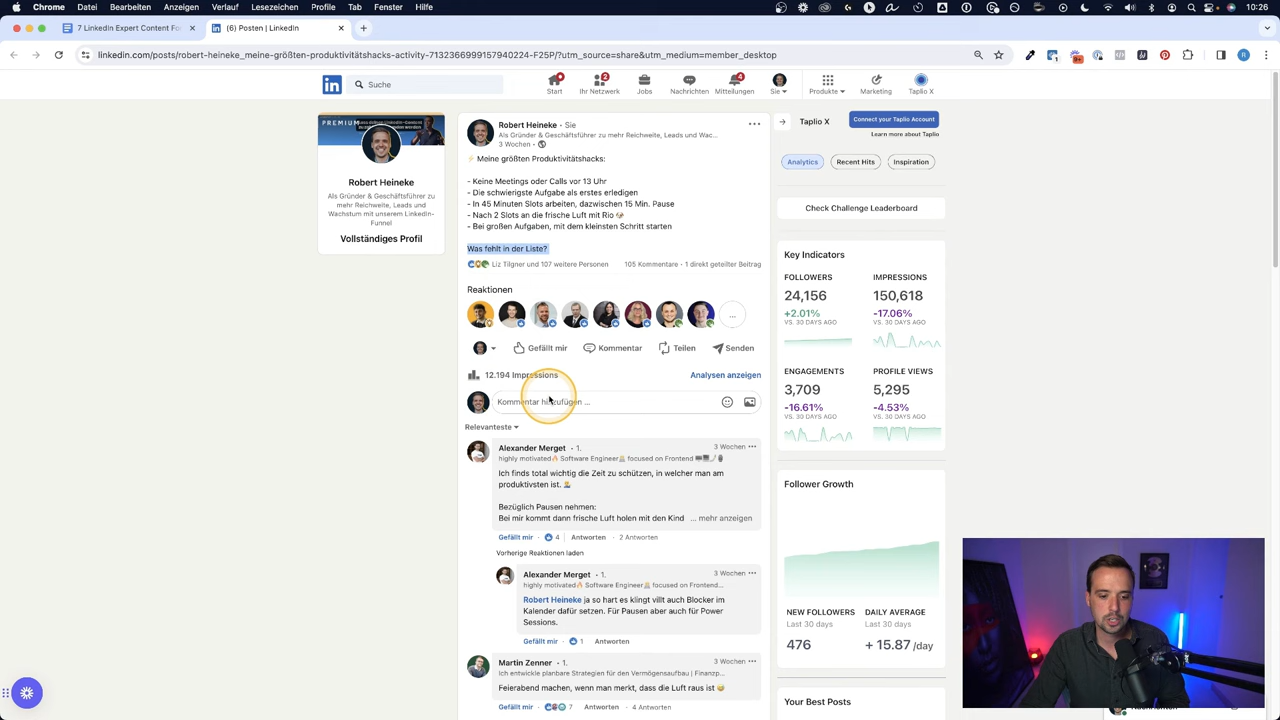 Chrome Datei Bearbeiten Anzeigen Verlauf Lesezeichen Profile Tab Fenster Hilfe
7 LinkedIn Expert Content Fo
(6) Posten | LinkedIn
linkedin.com/posts/robert-heineke_meine-größten-produktivitätshacks-activity-7132366999157940224-F25P/?utm_source=share&utm_medium=member_desktop
Suche
Start
2
Ihr Netzwerk
Jobs
Nachrichten
4
Mitteilungen
Sie
Produkte
Marketing
Taplio X
PREMIUM
Robert Heineke
Als Gründer & Geschäftsführer zu
mehr Reichweite, Leads und
Wachstum mit unserem LinkedIn-
Funnel
Vollständiges Profil
Robert Heineke • Sie
Als Gründer & Geschäftsführer zu mehr Reichweite, Leads und Wac...
3 Wochen •
⚡ Meine größten Produktivitätshacks:
- Keine Meetings oder Calls vor 13 Uhr
- Die schwierigste Aufgabe als erstes erledigen
- In 45 Minuten Slots arbeiten, dazwischen 15 Min. Pause
- Nach 2 Slots an die frische Luft mit Rio 🐶
- Bei großen Aufgaben, mit dem kleinsten Schritt starten
Was fehlt in der Liste?
Liz Tilgner und 107 weitere Personen
105 Kommentare • 1 direkt geteilter Beitrag
Reaktionen
...
Gefällt mir
Kommentar
Teilen
Senden
12.194 Impressions
Analysen anzeigen
Kommentar hinzufügen ...
Relevanteste
Alexander Merget • 1.
3 Wochen
highly motivated🔥 Software Engineer focused on Frontend
Ich finds total wichtig die Zeit zu schützen, in welcher man am
produktivsten ist.
Bezüglich Pausen nehmen:
Bei mir kommt dann frische Luft holen mit den Kind ... mehr anzeigen
Gefällt mir • 4 | Antworten • 2 Antworten
Vorherige Reaktionen laden
Alexander Merget • 1.
3 Wochen
highly motivated🔥 Software Engineer focused on Frontend...
Robert Heineke ja so hart es klingt villt auch Blocker im
Kalender dafür setzen. Für Pausen aber auch für Power
Sessions.
Gefällt mir • 1 Antworten
Martin Zenner • 1.
3 Wochen
Ich entwickle planbare Strategien für den Vermögensaufbau | Finanzp...
Feierabend machen, wenn man merkt, dass die Luft raus ist 😅
Gefällt mir • 7 Antworten • 4 Antworten
Taplio X
Connect your Taplio Account
Learn more about Taplio
Analytics
Recent Hits
Inspiration
Check Challenge Leaderboard
Key Indicators
FOLLOWERS
24,156
+2.01%
VS. 30 DAYS AGO
IMPRESSIONS
150,618
-17.06%
VS. 30 DAYS AGO
ENGAGEMENTS
3,709
-16.61%
VS. 30 DAYS AGO
PROFILE VIEWS
5,295
-4.53%
VS. 30 DAYS AGO
Follower Growth
NEW FOLLOWERS
Last 30 days
476
DAILY AVERAGE
Last 30 days
+ 15.87 /day
Your Best Posts